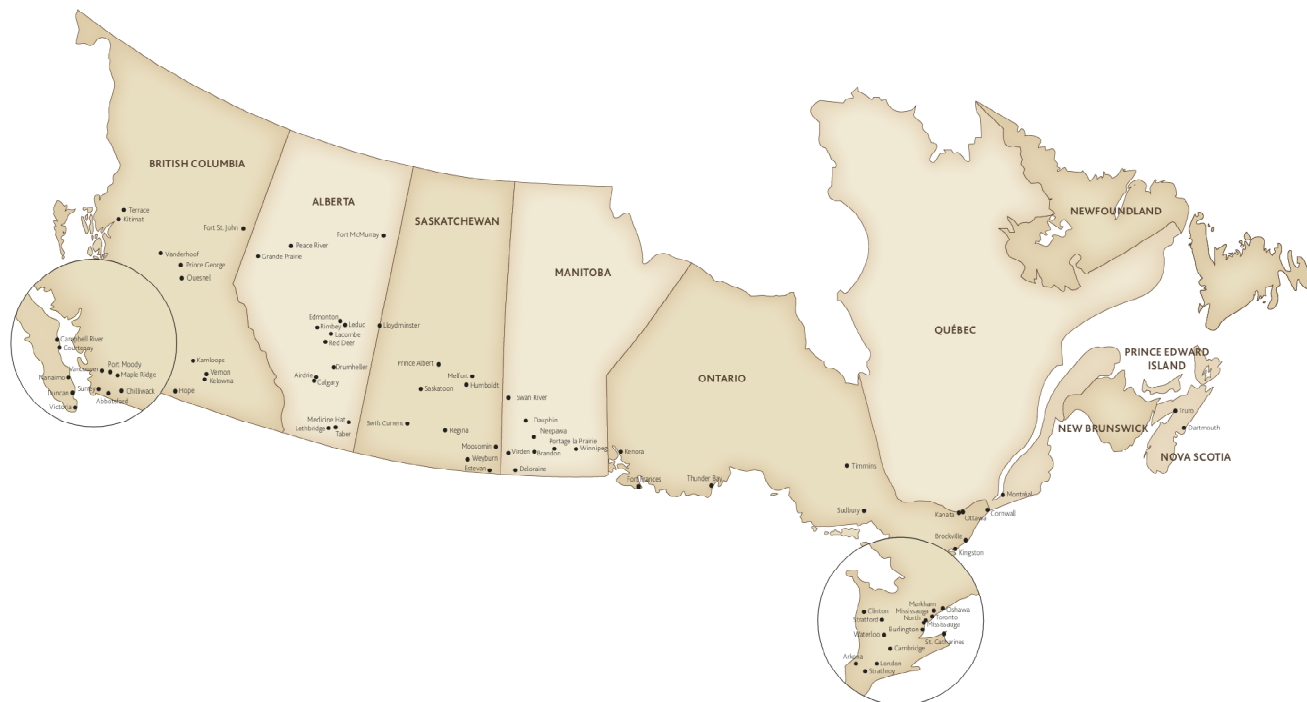 BRITISH COLUMBIA
Terrace
Kitimat
Fort St. John
Vanderhoof
Prince George
Quesnel
Kamloops
Vernon
Kelowna
Hope
Campbell River
Courtenay
Port Moody
Vancouver
Maple Ridge
Nanaimo
Surrey
Chilliwack
Duncan
Abbotsford
Victoria
ALBERTA
Fort McMurray
Peace River
Grande Prairie
Edmonton
Leduc
Rimbey
Lacombe
Red Deer
Drumheller
Airdrie
Calgary
Medicine Hat
Lethbridge
Taber
SASKATCHEWAN
Lloydminster
Prince Albert
Melfort
Humboldt
Saskatoon
Swift Current
Regina
Moosomin
Weyburn
Estevan
MANITOBA
Swan River
Dauphin
Neepawa
Portage la Prairie
Winnipeg
Virden
Brandon
Deloraine
ONTARIO
Kenora
Fort Frances
Thunder Bay
Timmins
Sudbury
Kanata
Ottawa
Cornwall
Brockville
Kingston
Markham
Clinton
Mississauga
Oshawa
Stratford
North
Toronto
Mississauga
Burlington
Waterloo
St. Catharines
Cambridge
Arkona
London
Strathroy
QUÉBEC
Montréal
NEWFOUNDLAND
PRINCE EDWARD
ISLAND
NEW BRUNSWICK
Truro
Dartmouth
NOVA SCOTIA